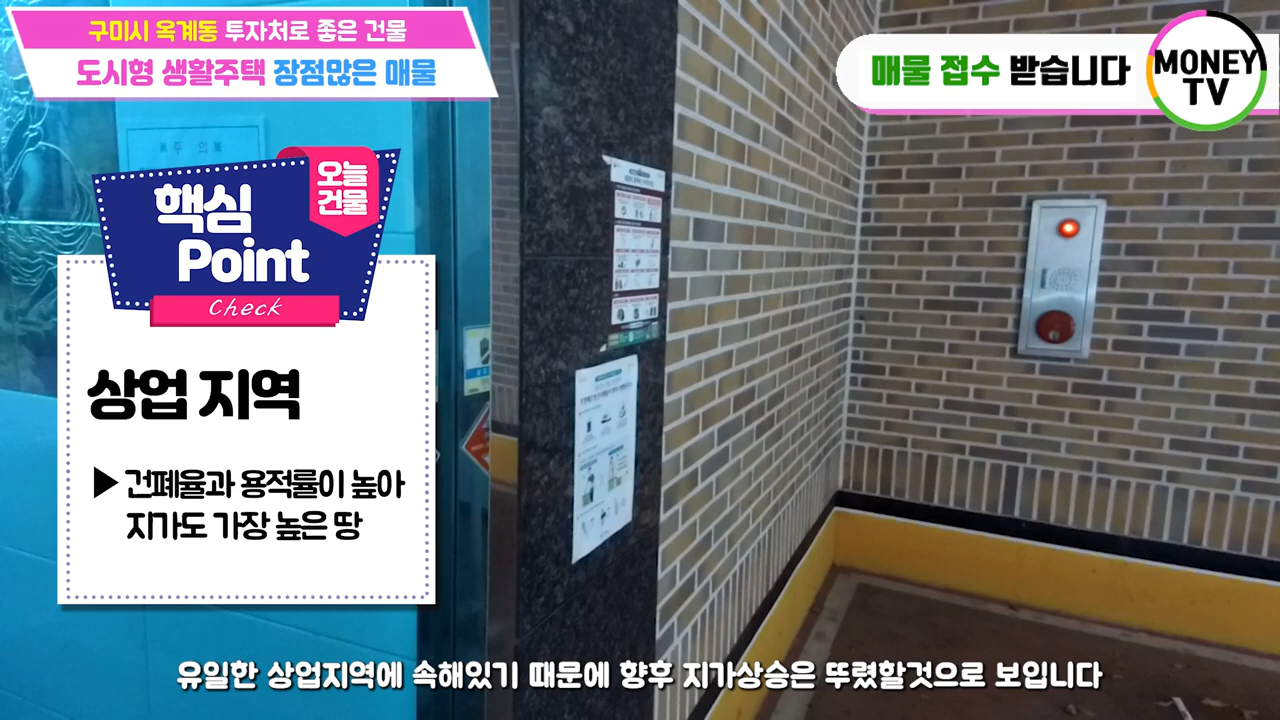 구미시 옥계동 투자처로 좋은 건물
도시형 생활주택 장점많은 매물
매물 접수 받습니다
MONEY
TV
오늘
건물
핵심
Point
Check
상업 지역
▶ 건폐율과 용적률이 높아
지가도 가장 높은 땅
유일한 상업지역에 속해있기 때문에 향후 지가상승은 뚜렸할것으로 보입니다